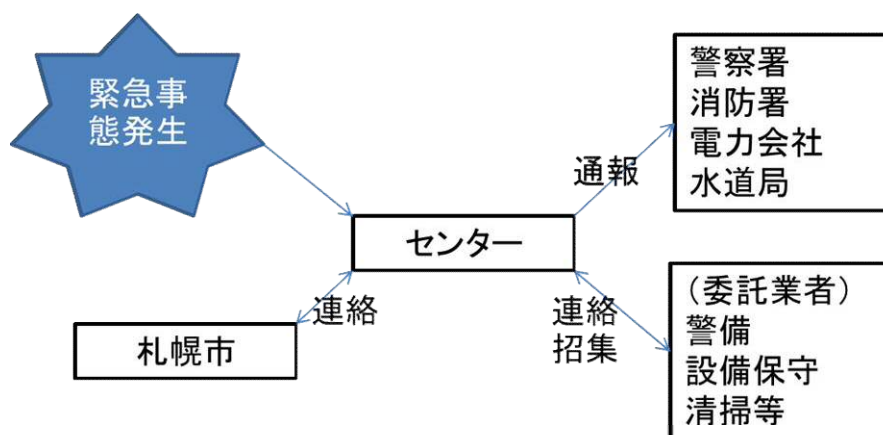 緊急事
態発生
警察署
消防署
電力会社
水道局
通報
センター
連絡
札幌市
連絡
招集
（委託業者）
警備
設備保守
清掃等